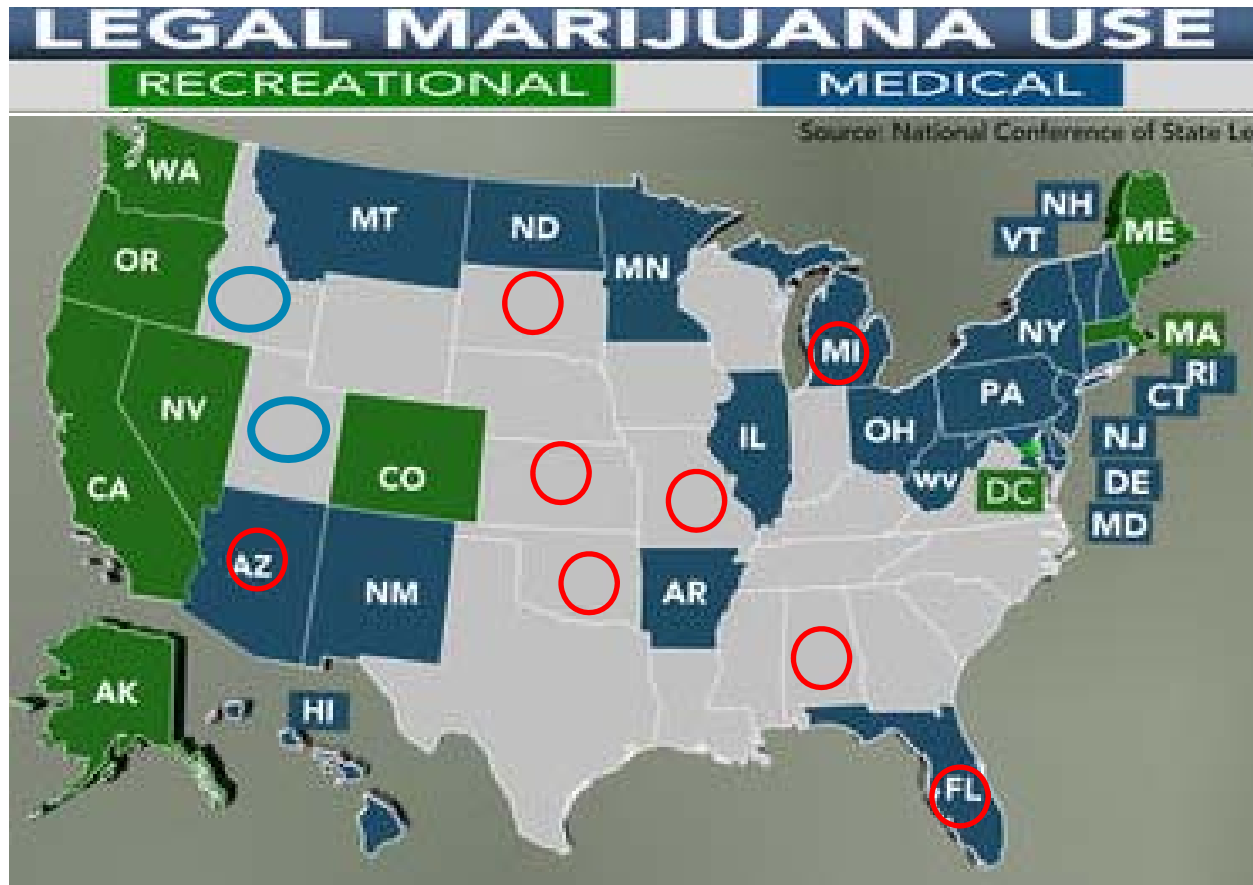 LEGAL MARIJUANA USE
RECREATIONAL MEDICAL
Source: National Conference of State Le
WA
MT
ND
MN
NH
VT
ME
OR
NY
MA
MI
RI
CT
PA
NV
IL
OH
NJ
CA
CO
WV
DC
DE
MD
AZ
NM
AR
AK
HI
FL